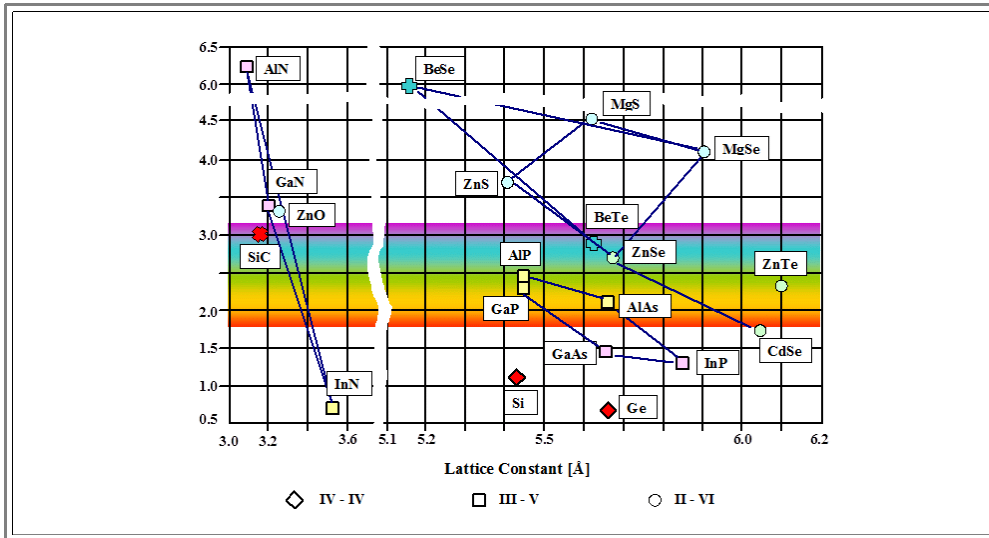 6.5
AlN
BeSe
6.0
MgS
4.5
MgSe
4.0
ZnS
GaN
ZnO
BeTe
3.0
SiC
AlP
ZnSe
ZnTe
GaP
AlAs
2.0
CdSe
1.5
GaAs
InP
InN
1.0
Si
Ge
0.5
3.0 3.2 3.6 5.1 5.2 5.5 6.0 6.2
Lattice Constant [Å]
IV - IV III - V II - VI